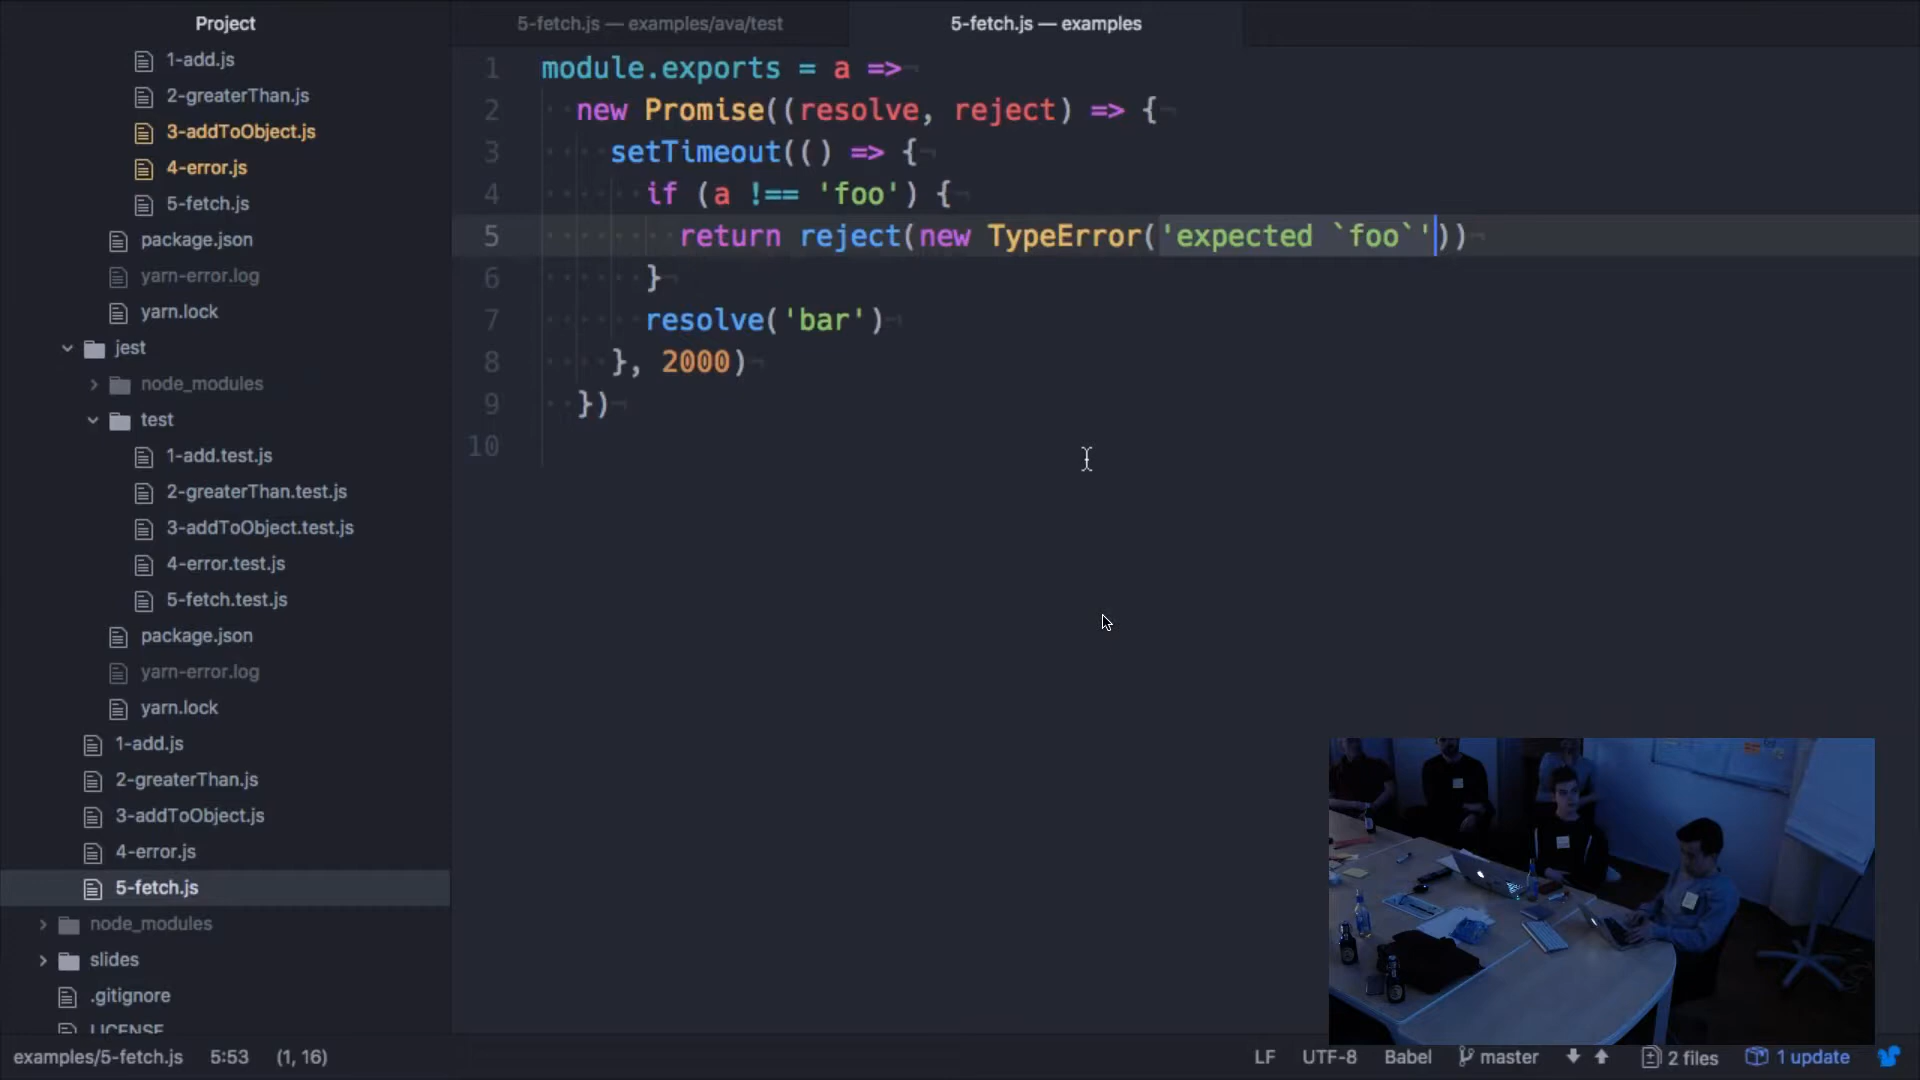 Project
1-add.js
2-greaterThan.js
3-addToObject.js
4-error.js
5-fetch.js
package.json
yarn-error.log
yarn.lock
jest
node_modules
test
1-add.test.js
2-greaterThan.test.js
3-addToObject.test.js
4-error.test.js
5-fetch.test.js
package.json
yarn-error.log
yarn.lock
1-add.js
2-greaterThan.js
3-addToObject.js
4-error.js
5-fetch.js
node_modules
slides
.gitignore
LICENSE
5-fetch.js — examples/ava/test
5-fetch.js — examples
1 module.exports = a =>
2 new Promise((resolve, reject) => {
3 setTimeout(() => {
4 if (a !== 'foo') {
5 return reject(new TypeError('expected `foo`'))
6 }
7 resolve('bar')
8 }, 2000)
9 })
10
examples/5-fetch.js 5:53 (1, 16)
LF UTF-8 Babel master 2 files 1 update